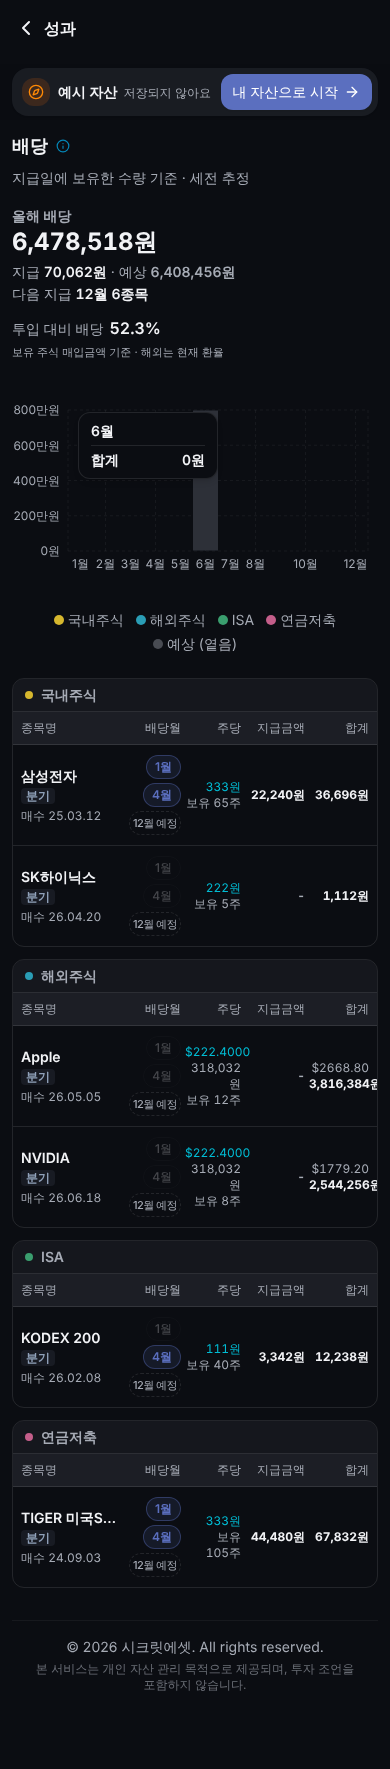 성과
예시 자산 저장되지 않아요 내 자산으로 시작
배당
지급일에 보유한 수량 기준 · 세전 추정
올해 배당
6,478,518원
지급 70,062원 · 예상 6,408,456원
다음 지급 12월 6종목
투입 대비 배당 52.3%
보유 주식 매입금액 기준 · 해외는 현재 환율
800만원
600만원
400만원
200만원
0원
6월
합계 0원
1월 2월 3월 4월 5월 6월 7월 8월 10월 12월
국내주식 해외주식 ISA 연금저축
예상 (옅음)
국내주식
종목명 배당월 주당 지급금액 합계
삼성전자
분기
매수 25.03.12
1월
4월
12월 예정
333원
보유 65주
22,240원 36,696원
SK하이닉스
분기
매수 26.04.20
1월
4월
12월 예정
222원
보유 5주
- 1,112원
해외주식
종목명 배당월 주당 지급금액 합계
Apple
분기
매수 26.05.05
1월
4월
12월 예정
$222.4000
318,032
원
보유 12주
- $2668.80
3,816,384원
NVIDIA
분기
매수 26.06.18
1월
4월
12월 예정
$222.4000
318,032
원
보유 8주
- $1779.20
2,544,256원
ISA
종목명 배당월 주당 지급금액 합계
KODEX 200
분기
매수 26.02.08
1월
4월
12월 예정
111원
보유 40주
3,342원 12,238원
연금저축
종목명 배당월 주당 지급금액 합계
TIGER 미국S...
분기
매수 24.09.03
1월
4월
12월 예정
333원
보유
105주
44,480원 67,832원
© 2026 시크릿에셋. All rights reserved.
본 서비스는 개인 자산 관리 목적으로 제공되며, 투자 조언을
포함하지 않습니다.